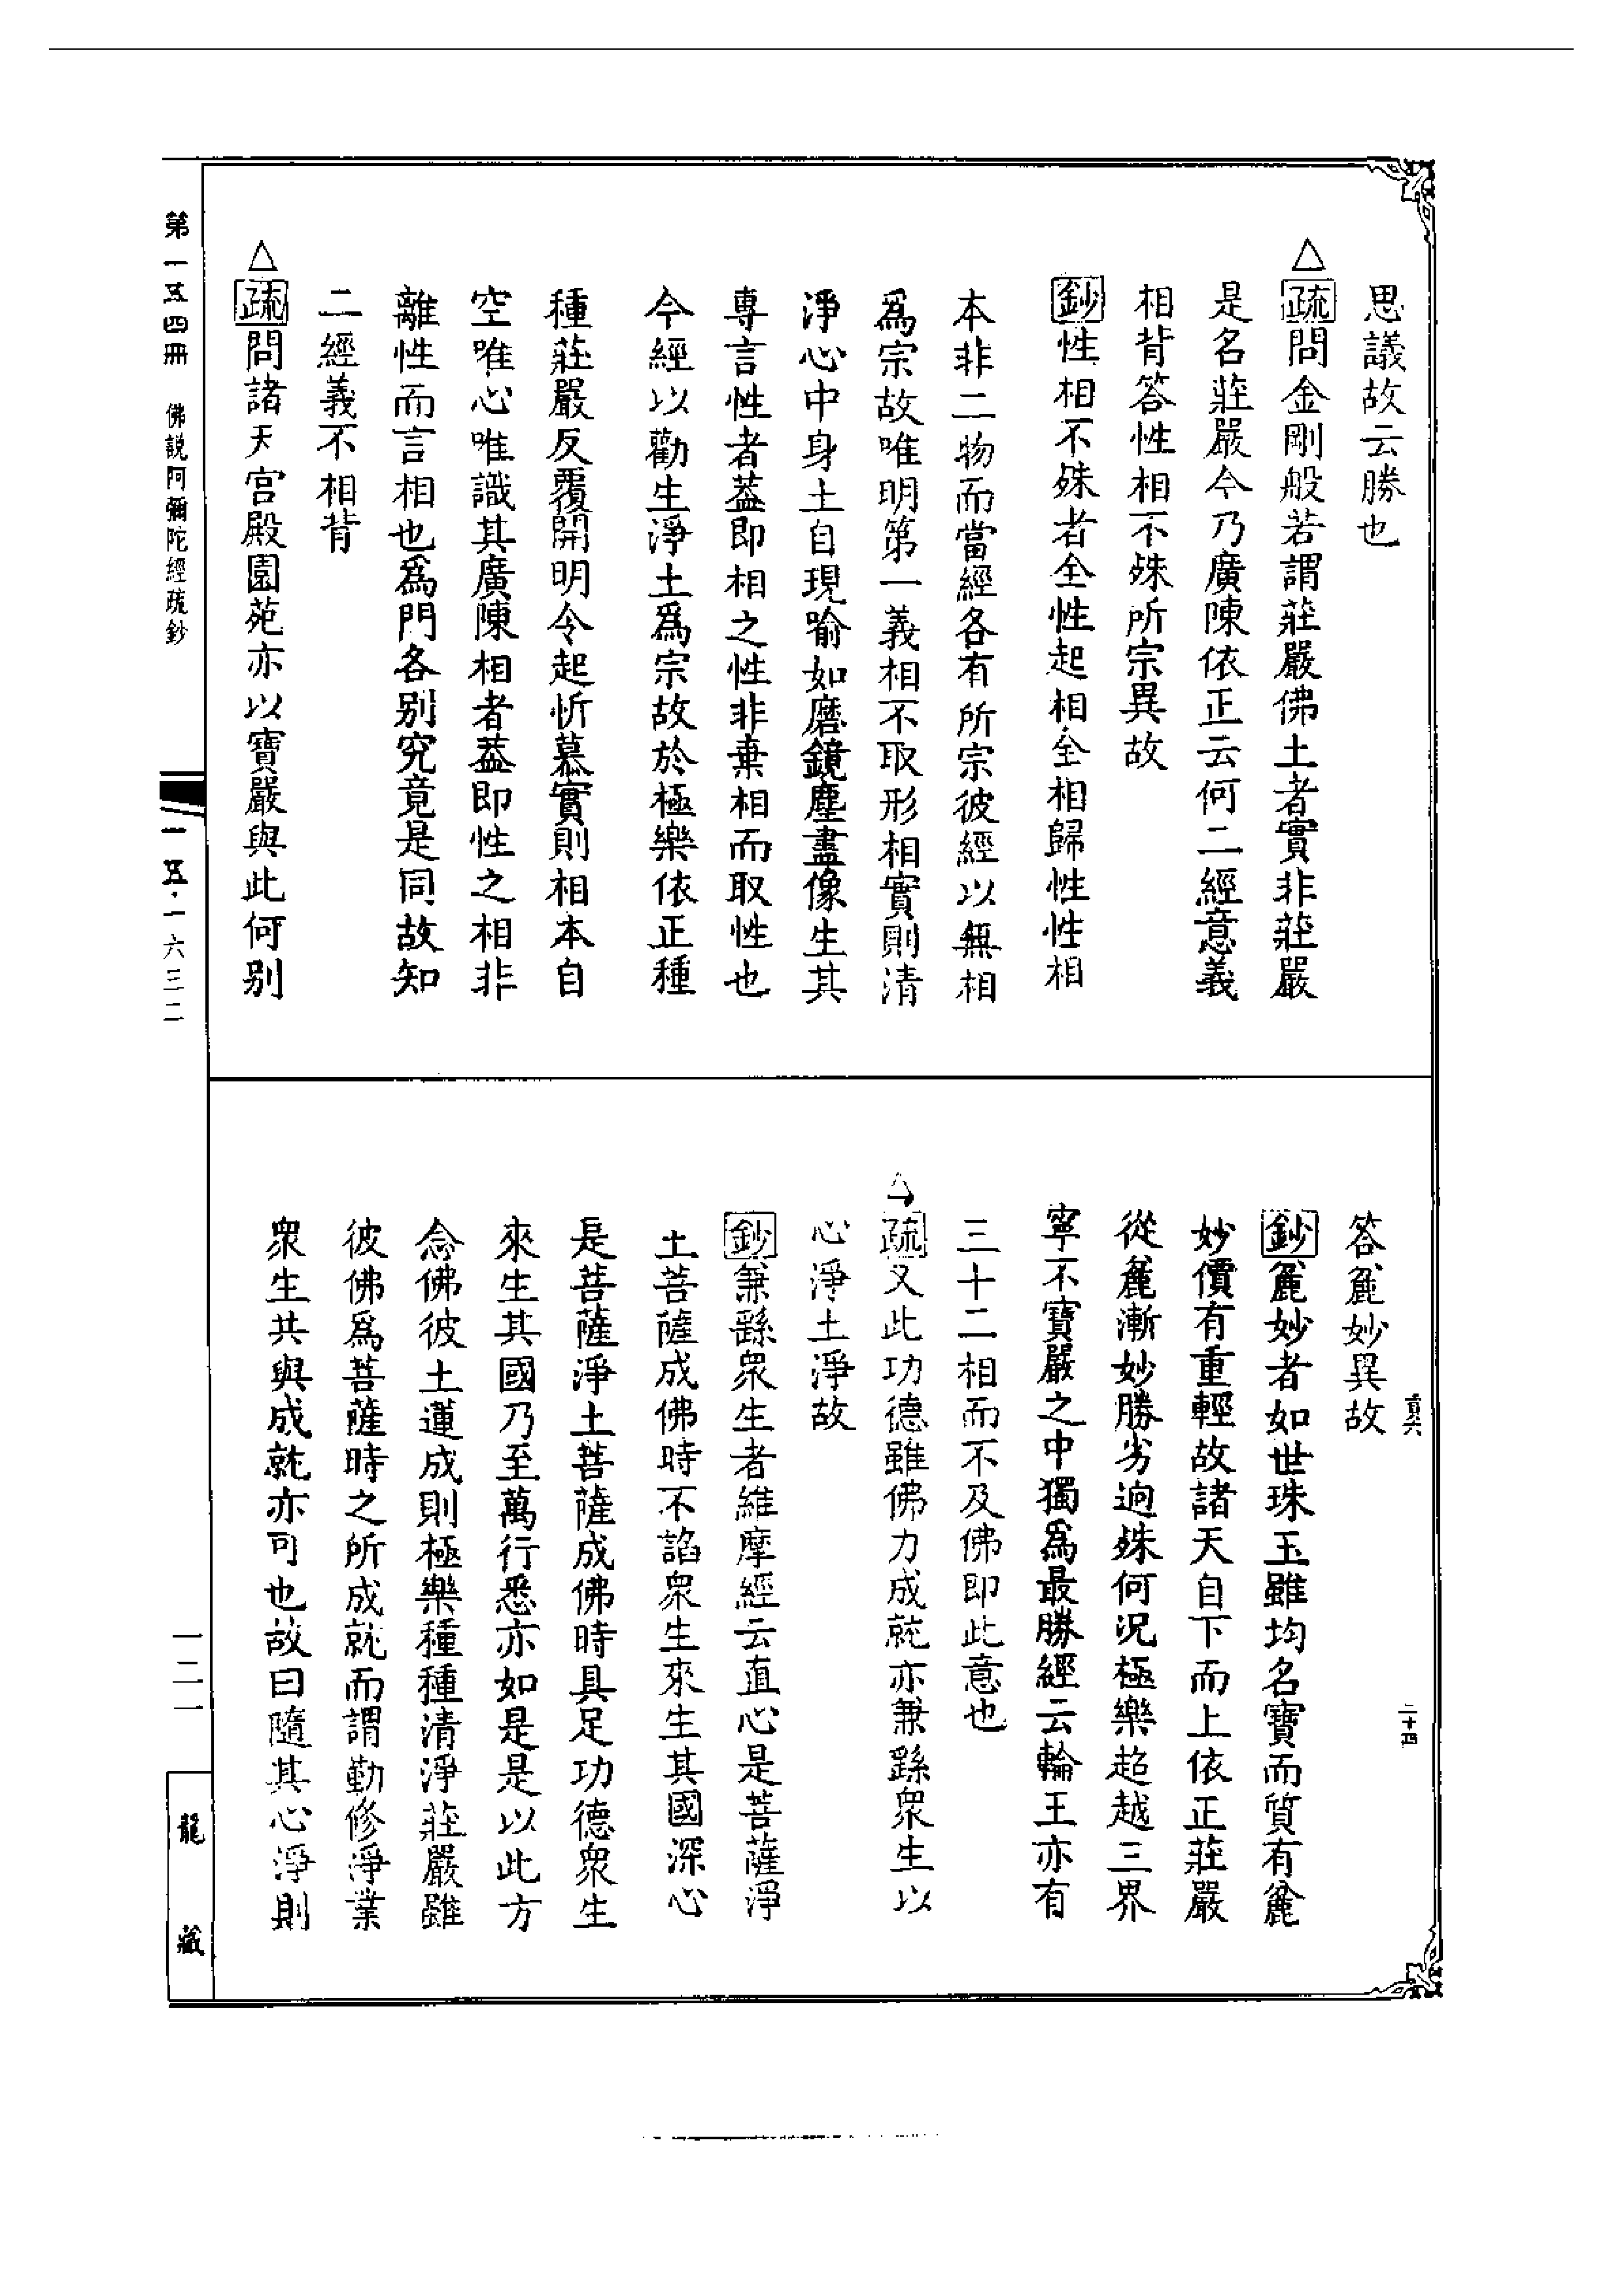 思議故云勝也
△疏問金剛般若謂莊嚴佛土者實非莊嚴
是名莊嚴今乃廣陳依正云何二經意義
相背答性相不殊所宗異故
鈔性相不殊者全性起相全相歸性性相
本非二物而當經各有所宗彼經以無相
爲宗故唯明第一義相不取形相實則清
淨心中身土自現喻如磨鏡塵盡像生其
專言性者葢即相之性非棄相而取性也
今經以勸生淨土爲宗故於極樂依正種
種莊嚴反覆開明令起忻慕實則相本自
空唯心唯識其廣陳相者葢即性之相非
離性而言相也爲門各別究竟是同故知
二經義不相背
△疏問諸天宮殿園苑亦以寶嚴與此何別
答麤妙異故
鈔麤妙者如世珠玉雖均名寶而質有麤
妙價有重輕故諸天自下而上依正莊嚴
從麤漸妙勝劣逈殊何況極樂超越三界
寧不寶嚴之中獨爲最勝經云輪王亦有
三十二相而不及佛即此意也
△疏又此功德雖佛力成就亦兼繇衆生以
心淨土淨故
鈔兼繇衆生者維摩經云直心是菩薩淨
土菩薩成佛時不諂衆生來生其國深心
是菩薩淨土菩薩成佛時具足功德衆生
來生其國乃至萬行悉亦如是是以此方
念佛彼土蓮成則極樂種種清淨莊嚴雖
彼佛爲菩薩時之所成就而謂勤修淨業
衆生共與成就亦可也故曰隨其心淨則
二十四
第一五四冊 佛説阿彌陀經疏鈔
一五·一六三二
一二一
龍藏